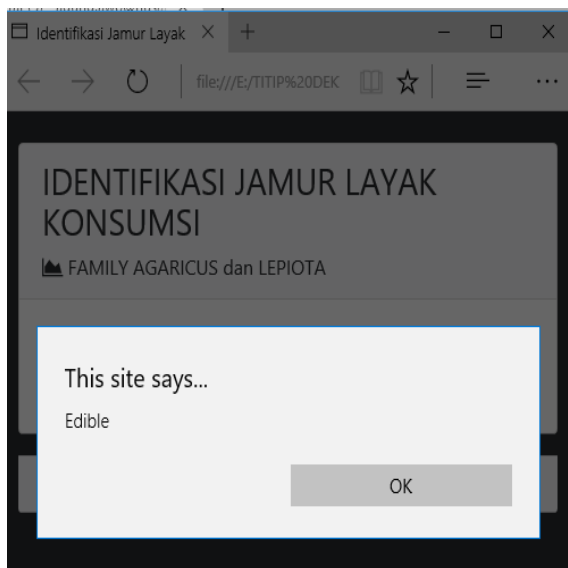 Identifikasi Jamur Layak
file:///E:/TITIP%20DEK
IDENTIFIKASI JAMUR LAYAK
KONSUMSI
FAMILY AGARICUS dan LEPIOTA
This site says...
Edible
OK